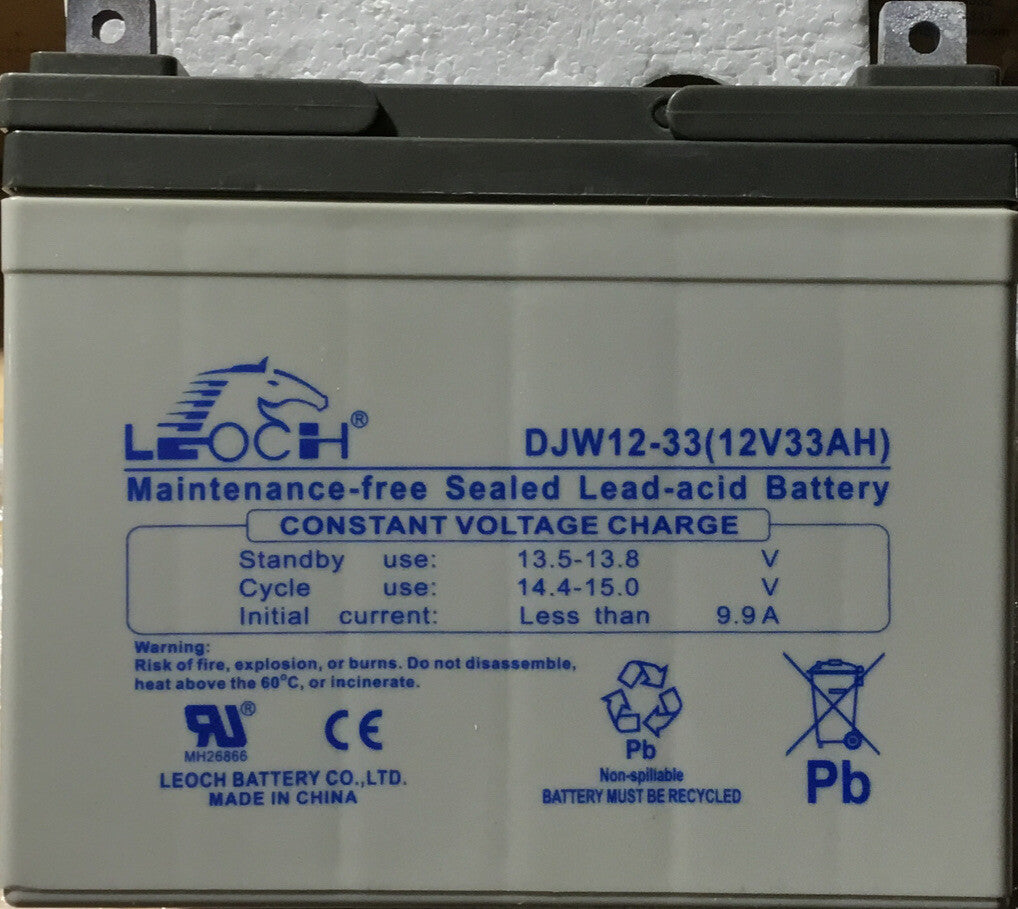 LEOCH®
DJW12-33(12V33AH)
Maintenance-free Sealed Lead-acid Battery
CONSTANT VOLTAGE CHARGE
Standby use: 13.5-13.8 V
Cycle use: 14.4-15.0 V
Initial current: Less than 9.9A
Warning:
Risk of fire, explosion, or burns. Do not disassemble,
heat above the 60°C, or incinerate.
RU® CE
MH26866
LEOCH BATTERY CO.,LTD.
MADE IN CHINA
Pb
Non-spillable
BATTERY MUST BE RECYCLED
Pb